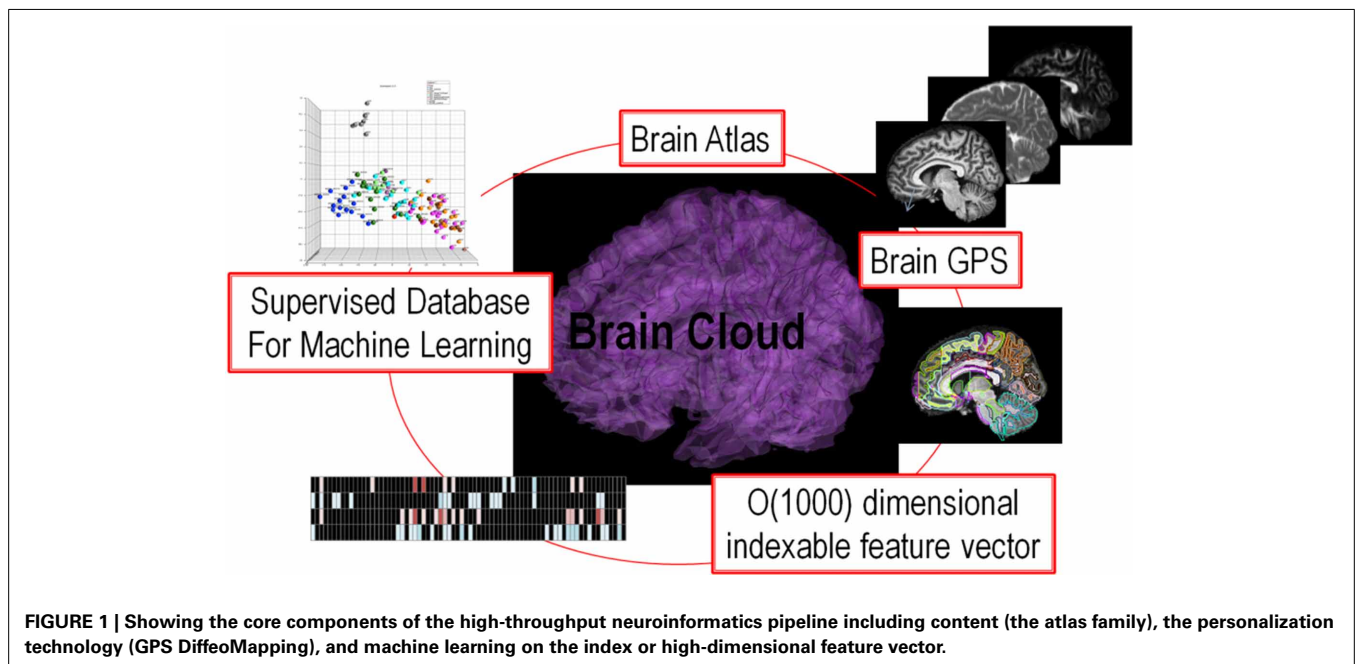 Brain Atlas
Brain GPS
Supervised Database
For Machine Learning
Brain Cloud
O(1000) dimensional
indexable feature vector
FIGURE 1 | Showing the core components of the high-throughput neuroinformatics pipeline including content (the atlas family), the personalization
technology (GPS DiffeoMapping), and machine learning on the index or high-dimensional feature vector.